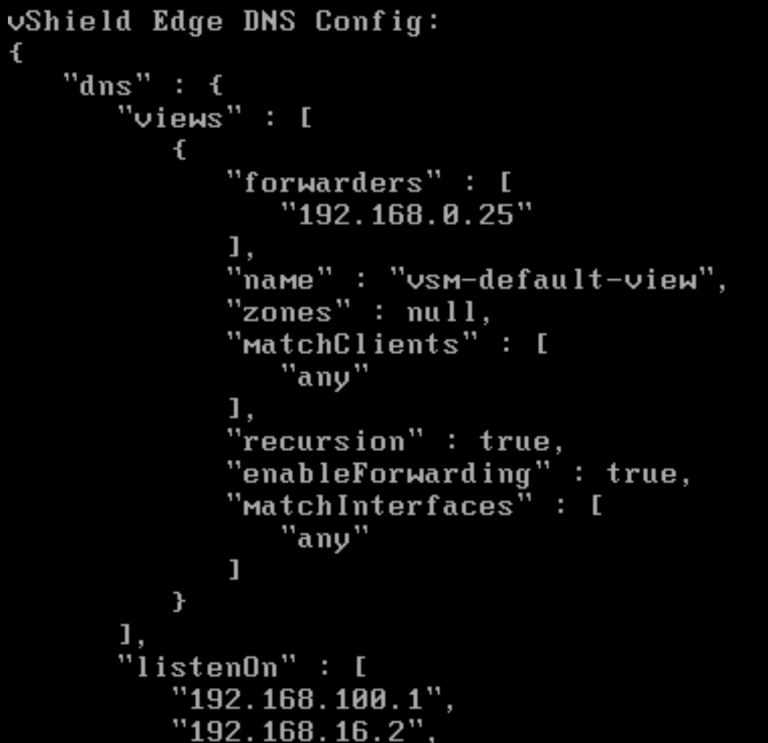 vShield Edge DNS Config:
{
"dns" : {
"views" : [
{
"forwarders" : [
"192.168.0.25"
],
"name" : "vsm-default-view",
"zones" : null,
"matchClients" : [
"any"
],
"recursion" : true,
"enableForwarding" : true,
"matchInterfaces" : [
"any"
]
}
],
"listenOn" : [
"192.168.100.1",
"192.168.16.2",